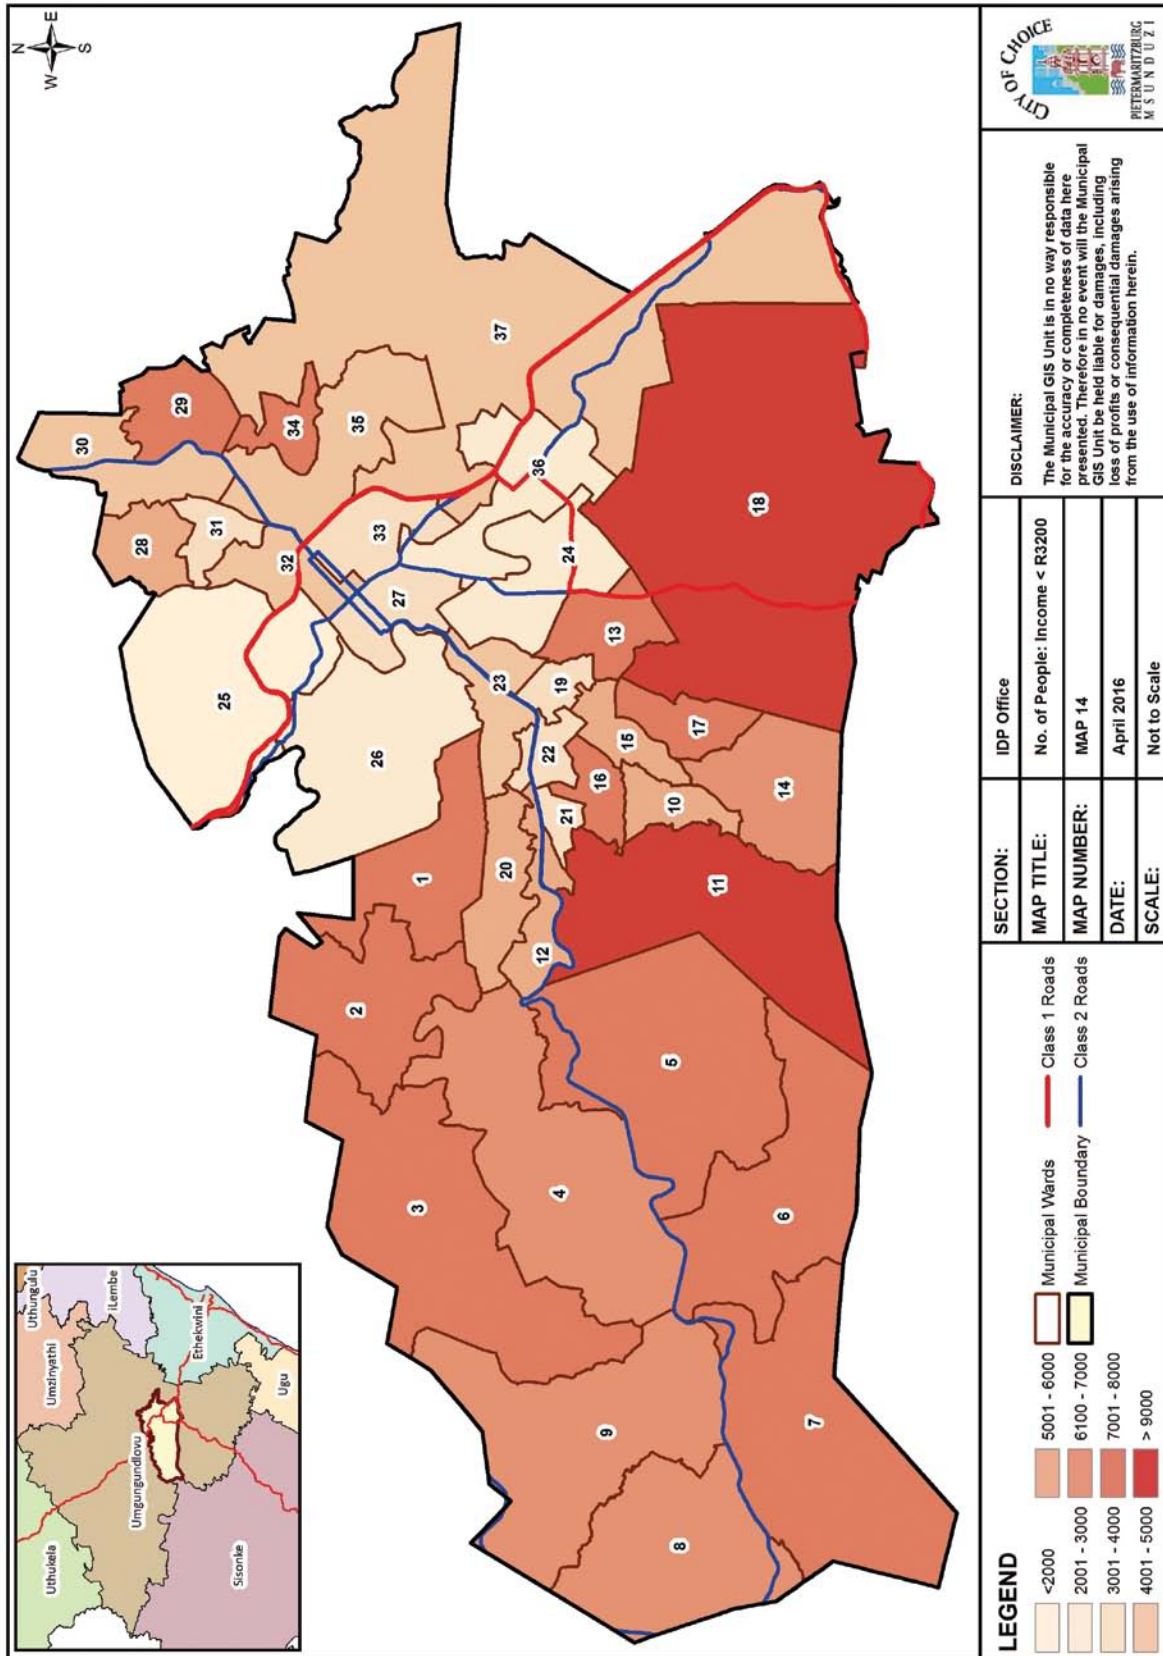 N
W
E
S
Uthukela
Umzinyathi
Uthungulu
iLembe
Umgungundlovu
Ethekwini
Ugu
Sisonke
30
29
28
31
34
35
37
32
33
36
25
27
24
26
23
13
18
19
22
15
17
16
21
10
14
20
1
11
12
2
5
3
4
6
9
7
8
LEGEND
<2000
2001 - 3000
3001 - 4000
4001 - 5000
5001 - 6000
6100 - 7000
7001 - 8000
> 9000
Municipal Wards
Municipal Boundary
Class 1 Roads
Class 2 Roads
SECTION:
IDP Office
MAP TITLE:
No. of People: Income < R3200
MAP NUMBER:
MAP 14
DATE:
April 2016
SCALE:
Not to Scale
DISCLAIMER:
The Municipal GIS Unit is in no way responsible
for the accuracy or completeness of data here
presented. Therefore in no event will the Municipal
GIS Unit be held liable for damages, including
loss of profits or consequential damages arising
from the use of information herein.
CITY OF CHOICE
PIETERMARITZBURG
MSUNDUZI